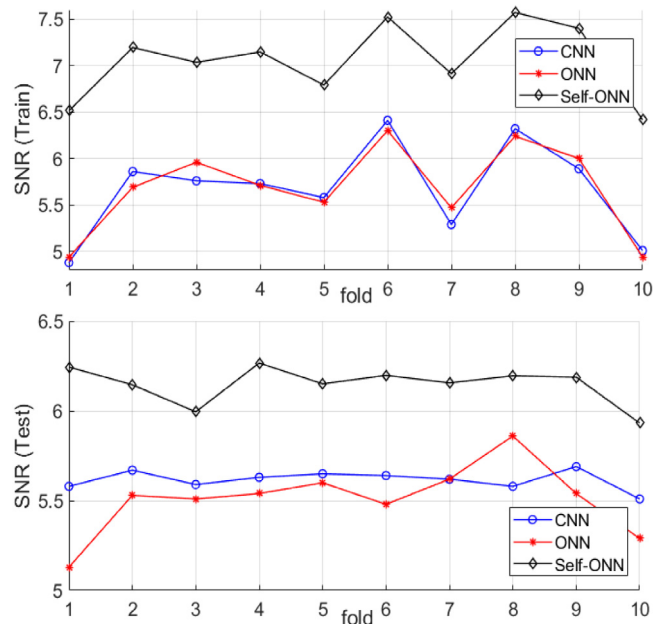 7.5
7
6.5
6
5.5
5
SNR (Train)
CNN
ONN
Self-ONN
1 2 3 4 5 6 7 8 9 10
fold
6.5
6
5.5
5
SNR (Test)
CNN
ONN
Self-ONN
1 2 3 4 5 6 7 8 9 10
fold